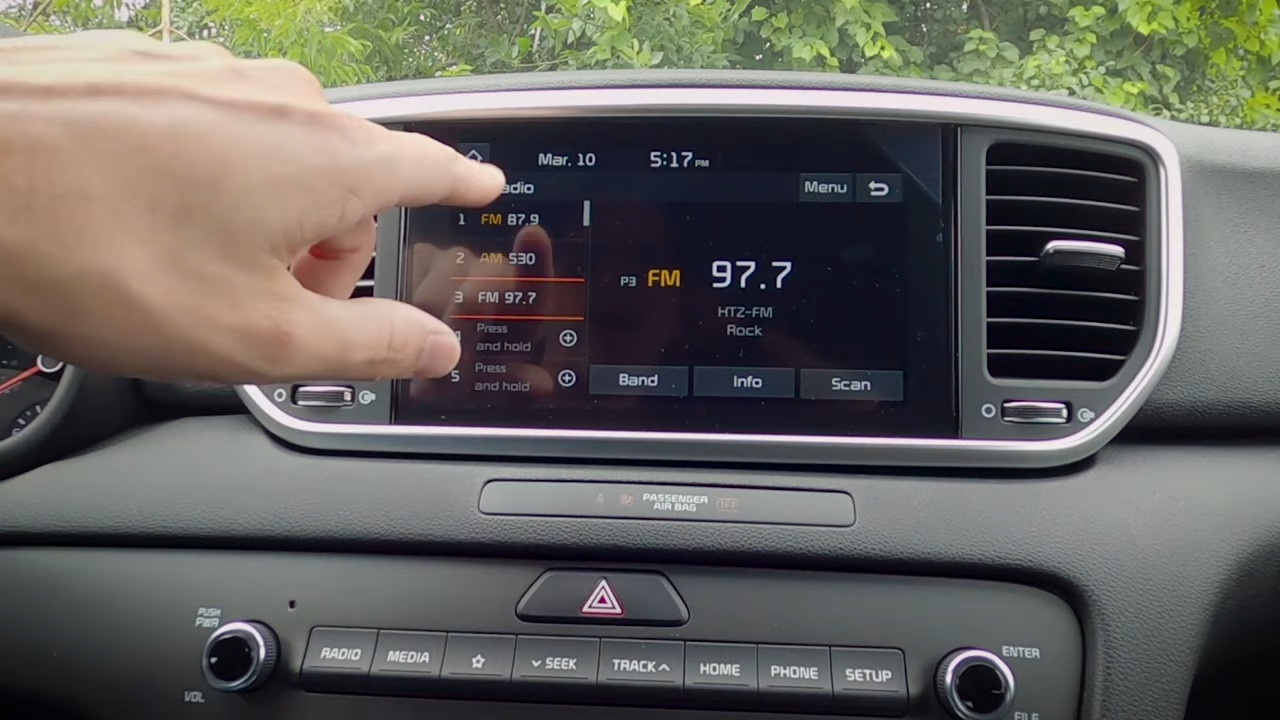 Mar. 10 5:17 PM
adio Menu
1 FM 87.9
2 AM 530
3 FM 97.7
P3 FM 97.7
HTZ-FM
Rock
4 Press
and hold
5 Press
and hold
Band Info Scan
PASSENGER
AIR BAG OFF
PUSH
PWR
VOL
RADIO MEDIA SEEK TRACK HOME PHONE SETUP
ENTER
FILE